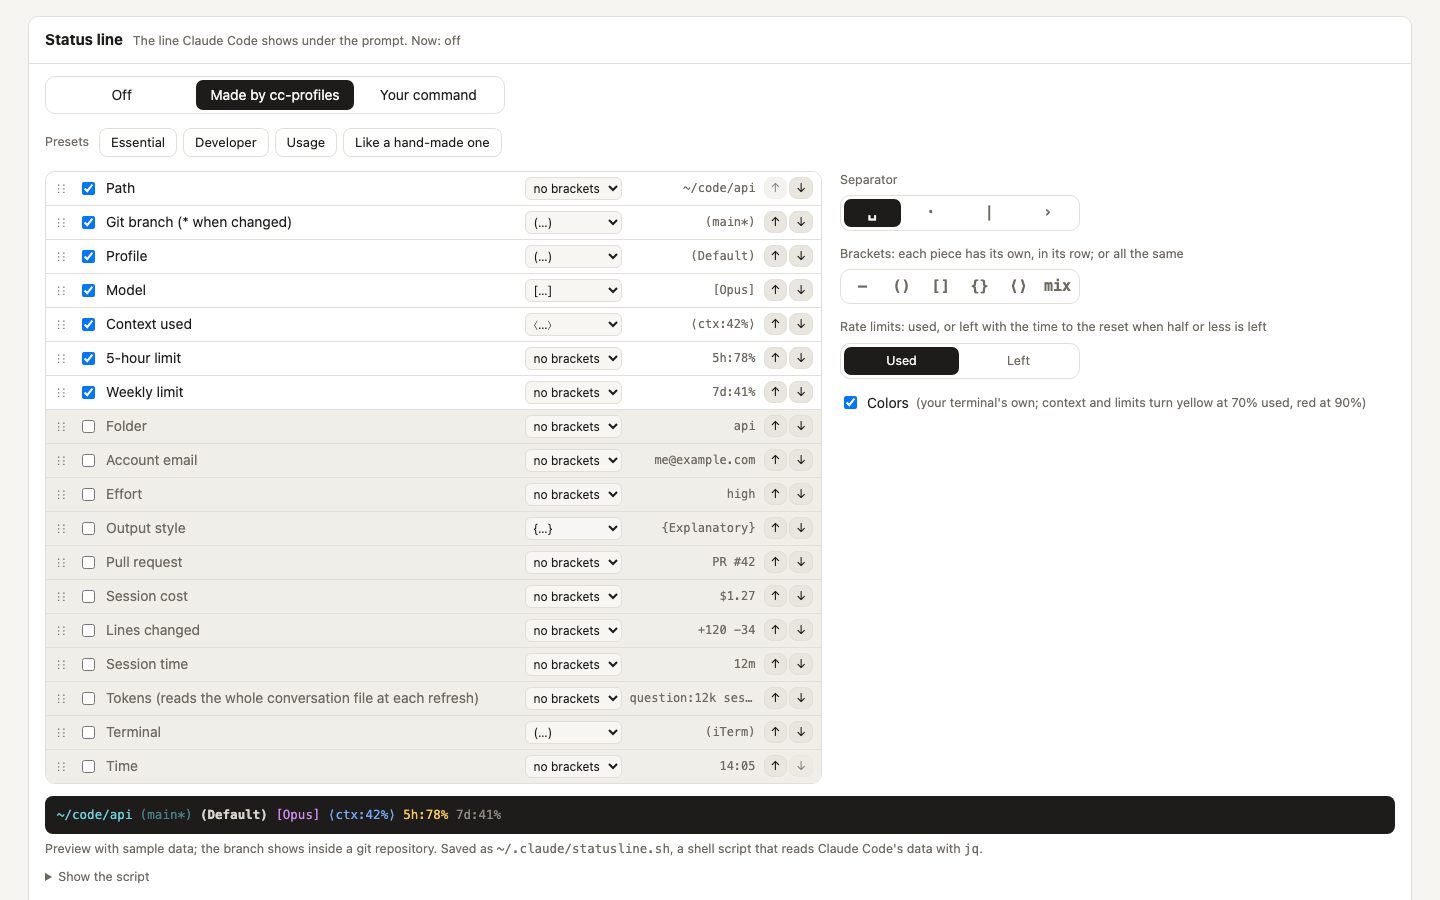 Status line The line Claude Code shows under the prompt. Now: off
Off Made by cc-profiles Your command
Presets Essential Developer Usage Like a hand-made one
Path no brackets ~/code/api ↑ ↓
Git branch (* when changed) (...) (main*) ↑ ↓
Profile (...) (Default) ↑ ↓
Model [...] [Opus] ↑ ↓
Context used ⟨...⟩ ⟨ctx:42%⟩ ↑ ↓
5-hour limit no brackets 5h:78% ↑ ↓
Weekly limit no brackets 7d:41% ↑ ↓
Folder no brackets api ↑ ↓
Account email no brackets me@example.com ↑ ↓
Effort no brackets high ↑ ↓
Output style {...} {Explanatory} ↑ ↓
Pull request no brackets PR #42 ↑ ↓
Session cost no brackets $1.27 ↑ ↓
Lines changed no brackets +120 −34 ↑ ↓
Session time no brackets 12m ↑ ↓
Tokens (reads the whole conversation file at each refresh) no brackets question:12k ses… ↑ ↓
Terminal (...) (iTerm) ↑ ↓
Time no brackets 14:05 ↑ ↓
Separator
␣ · | ›
Brackets: each piece has its own, in its row; or all the same
— () [] {} ⟨⟩ mix
Rate limits: used, or left with the time to the reset when half or less is left
Used Left
Colors (your terminal's own; context and limits turn yellow at 70% used, red at 90%)
~/code/api (main*) (Default) [Opus] ⟨ctx:42%⟩ 5h:78% 7d:41%
Preview with sample data; the branch shows inside a git repository. Saved as ~/.claude/statusline.sh, a shell script that reads Claude Code's data with jq.
Show the script